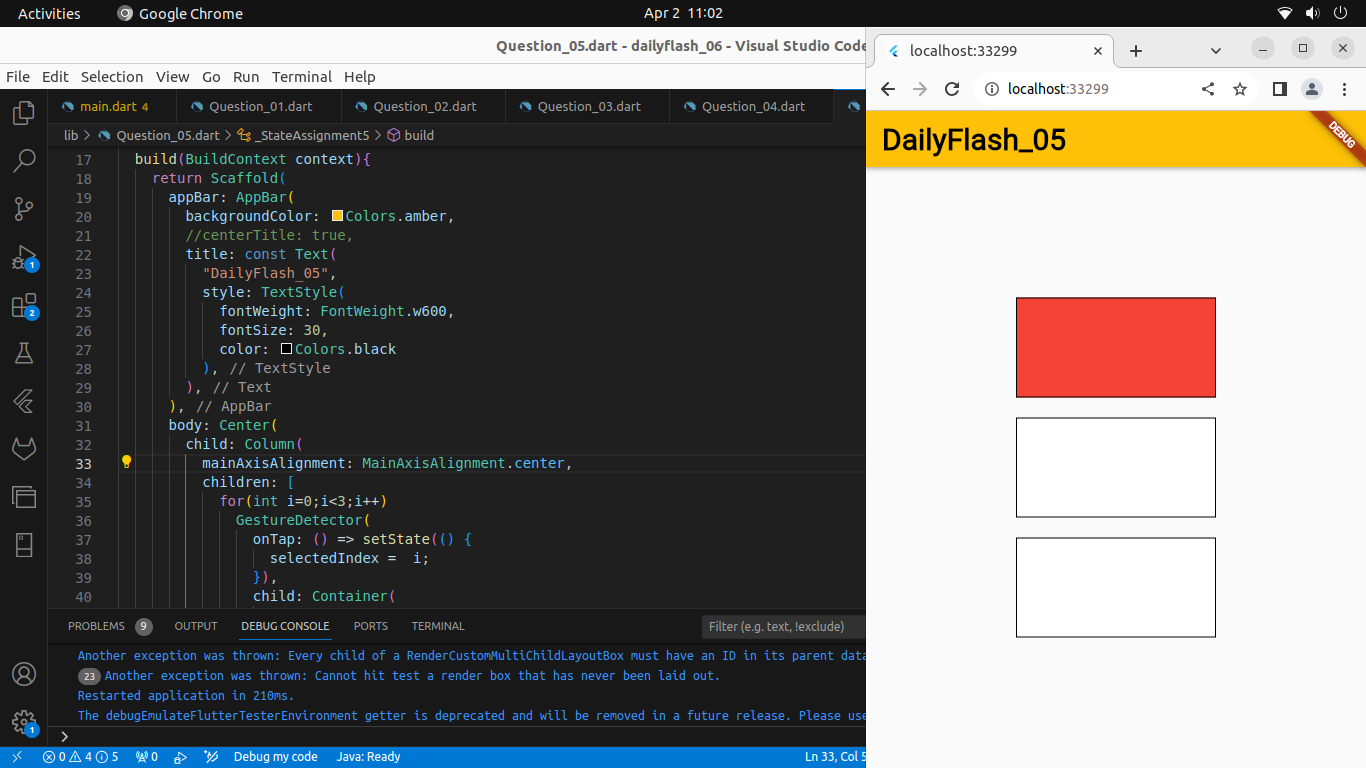 Activities Google Chrome Apr 2 11:02
Question_05.dart - dailyflash_06 - Visual Studio Code
File Edit Selection View Go Run Terminal Help
main.dart 4 Question_01.dart Question_02.dart Question_03.dart Question_04.dart
lib > Question_05.dart > _StateAssignment5 > build
17 build(BuildContext context){
18 return Scaffold(
19 appBar: AppBar(
20 backgroundColor: Colors.amber,
21 //centerTitle: true,
22 title: const Text(
23 "DailyFlash_05",
24 style: TextStyle(
25 fontWeight: FontWeight.w600,
26 fontSize: 30,
27 color: Colors.black
28 ), // TextStyle
29 ), // Text
30 ), // AppBar
31 body: Center(
32 child: Column(
33 mainAxisAlignment: MainAxisAlignment.center,
34 children: [
35 for(int i=0;i<3;i++)
36 GestureDetector(
37 onTap: () => setState(() {
38 selectedIndex = i;
39 }),
40 child: Container(
1
2
1
PROBLEMS 9 OUTPUT DEBUG CONSOLE PORTS TERMINAL Filter (e.g. text, !exclude)
Another exception was thrown: Every child of a RenderCustomMultiChildLayoutBox must have an ID in its parent data
23 Another exception was thrown: Cannot hit test a render box that has never been laid out.
Restarted application in 210ms.
The debugEmulateFlutterTesterEnvironment getter is deprecated and will be removed in a future release. Please use
>
0 4 5 0 Debug my code Java: Ready Ln 33, Col 5
localhost:33299
localhost:33299
DailyFlash_05
DEBUG